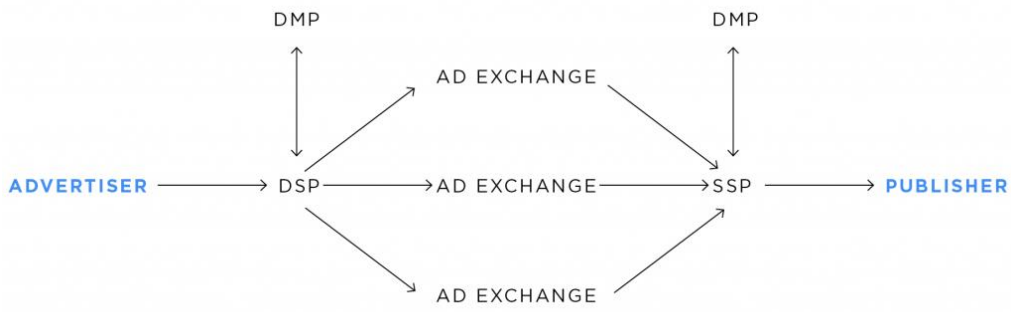 DMP
DMP
AD EXCHANGE
ADVERTISER
DSP
AD EXCHANGE
SSP
PUBLISHER
AD EXCHANGE